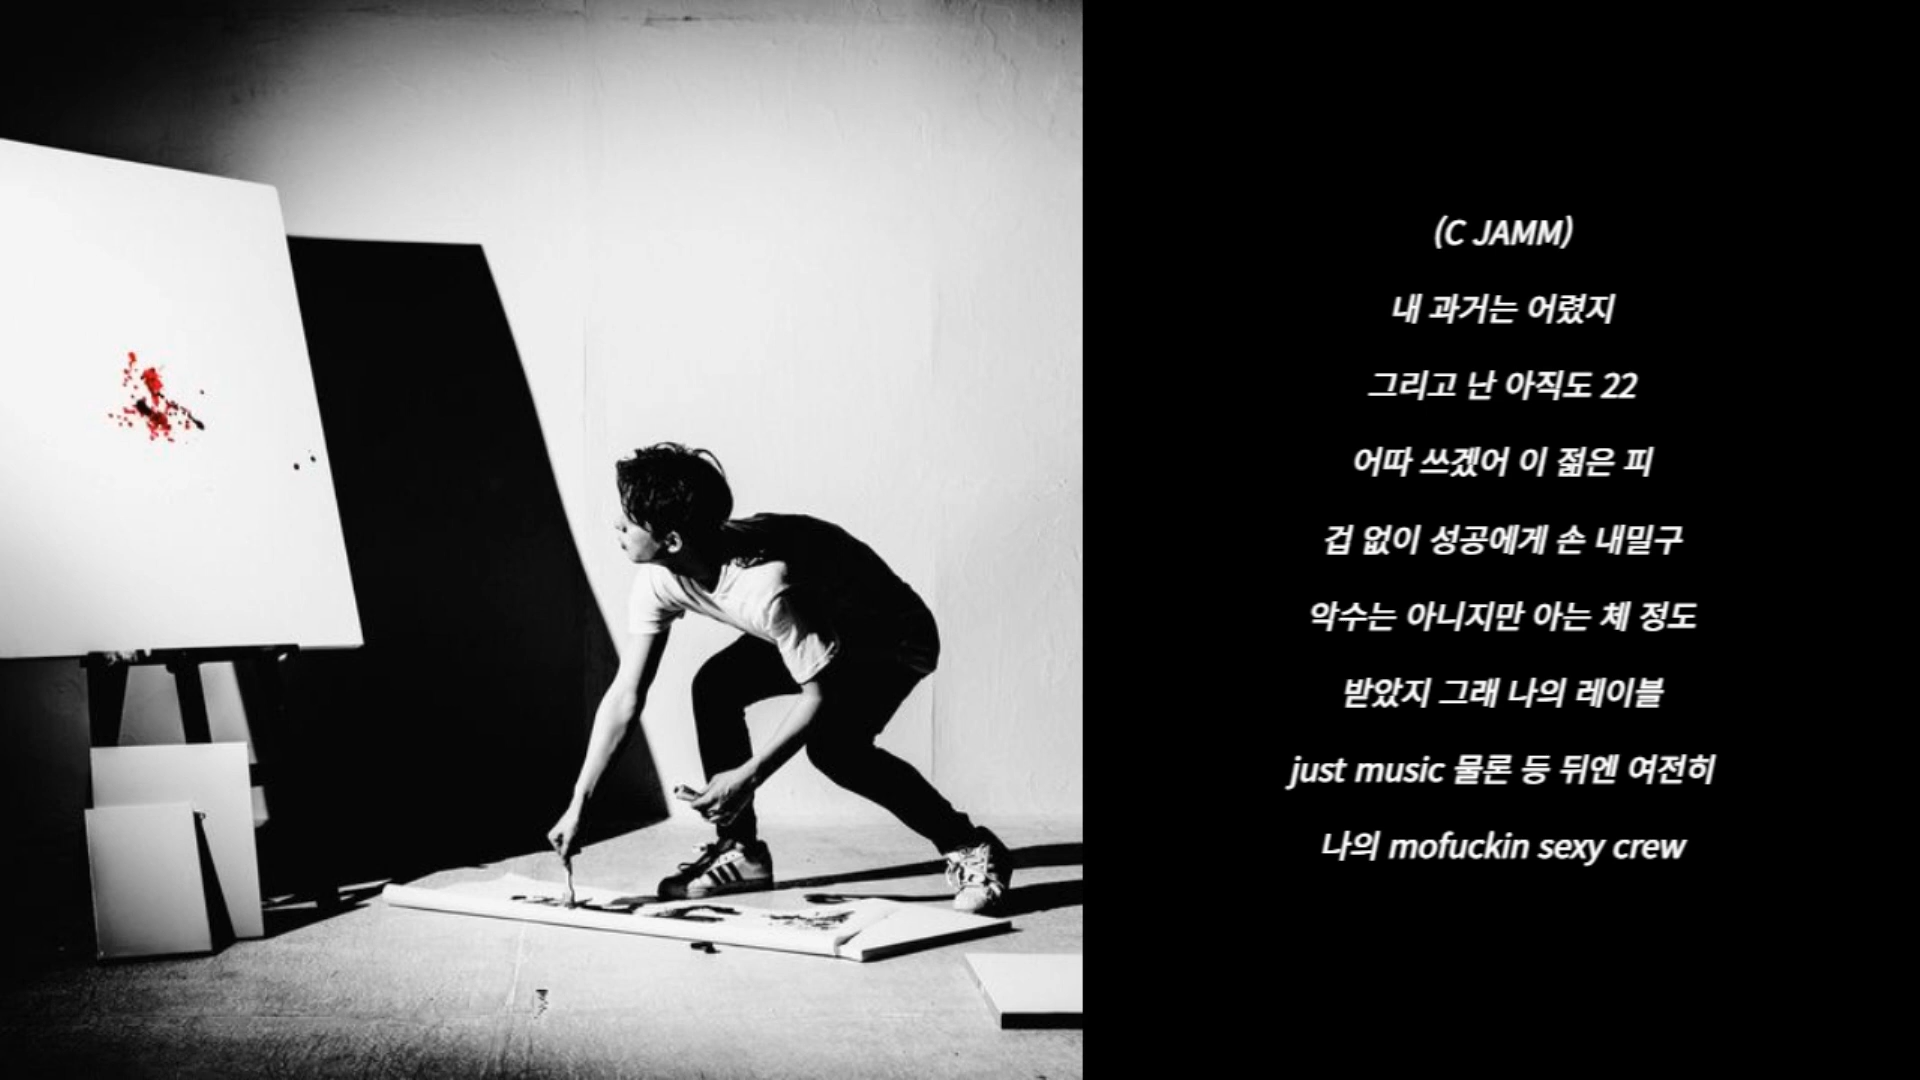 (C JAMM)
내 과거는 어렸지
그리고 난 아직도 22
어따 쓰겠어 이 젊은 피
겁 없이 성공에게 손 내밀구
악수는 아니지만 아는 체 정도
받았지 그래 나의 레이블
just music 물론 등 뒤엔 여전히
나의 mofuckin sexy crew